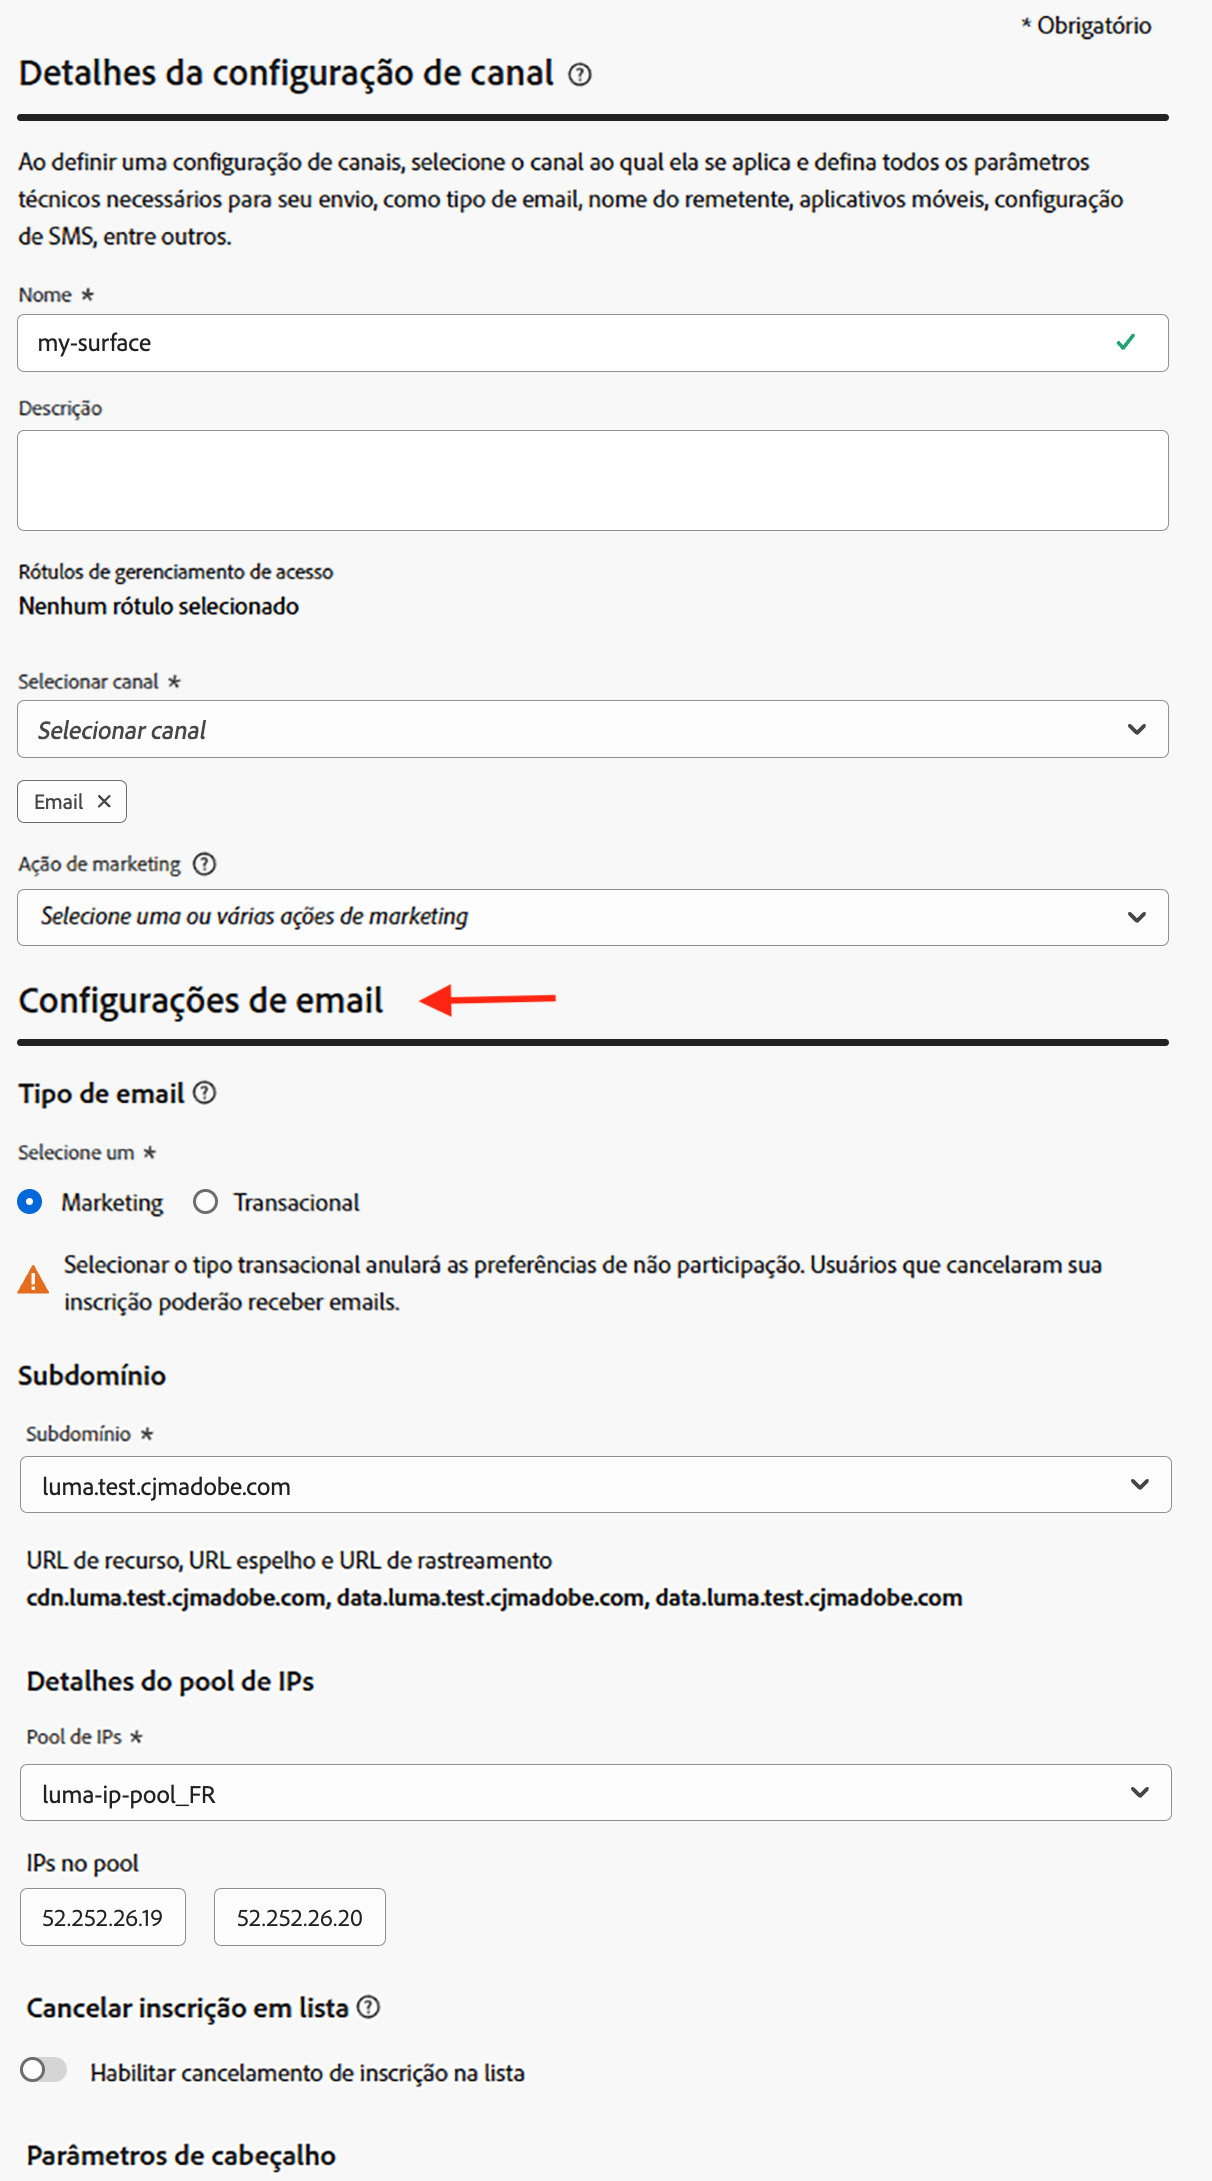 * Obrigatório
Detalhes da configuração de canal
Ao definir uma configuração de canais, selecione o canal ao qual ela se aplica e defina todos os parâmetros
técnicos necessários para seu envio, como tipo de email, nome do remetente, aplicativos móveis, configuração
de SMS, entre outros.
Nome *
my-surface
Descrição
Rótulos de gerenciamento de acesso
Nenhum rótulo selecionado
Selecionar canal *
Selecionar canal
Email
Ação de marketing
Selecione uma ou várias ações de marketing
Configurações de email
Tipo de email
Selecione um *
Marketing Transacional
Selecionar o tipo transacional anulará as preferências de não participação. Usuários que cancelaram sua
inscrição poderão receber emails.
Subdomínio
Subdomínio *
luma.test.cjmadobe.com
URL de recurso, URL espelho e URL de rastreamento
cdn.luma.test.cjmadobe.com, data.luma.test.cjmadobe.com, data.luma.test.cjmadobe.com
Detalhes do pool de IPs
Pool de IPs *
luma-ip-pool_FR
IPs no pool
52.252.26.19 52.252.26.20
Cancelar inscrição em lista
Habilitar cancelamento de inscrição na lista
Parâmetros de cabeçalho